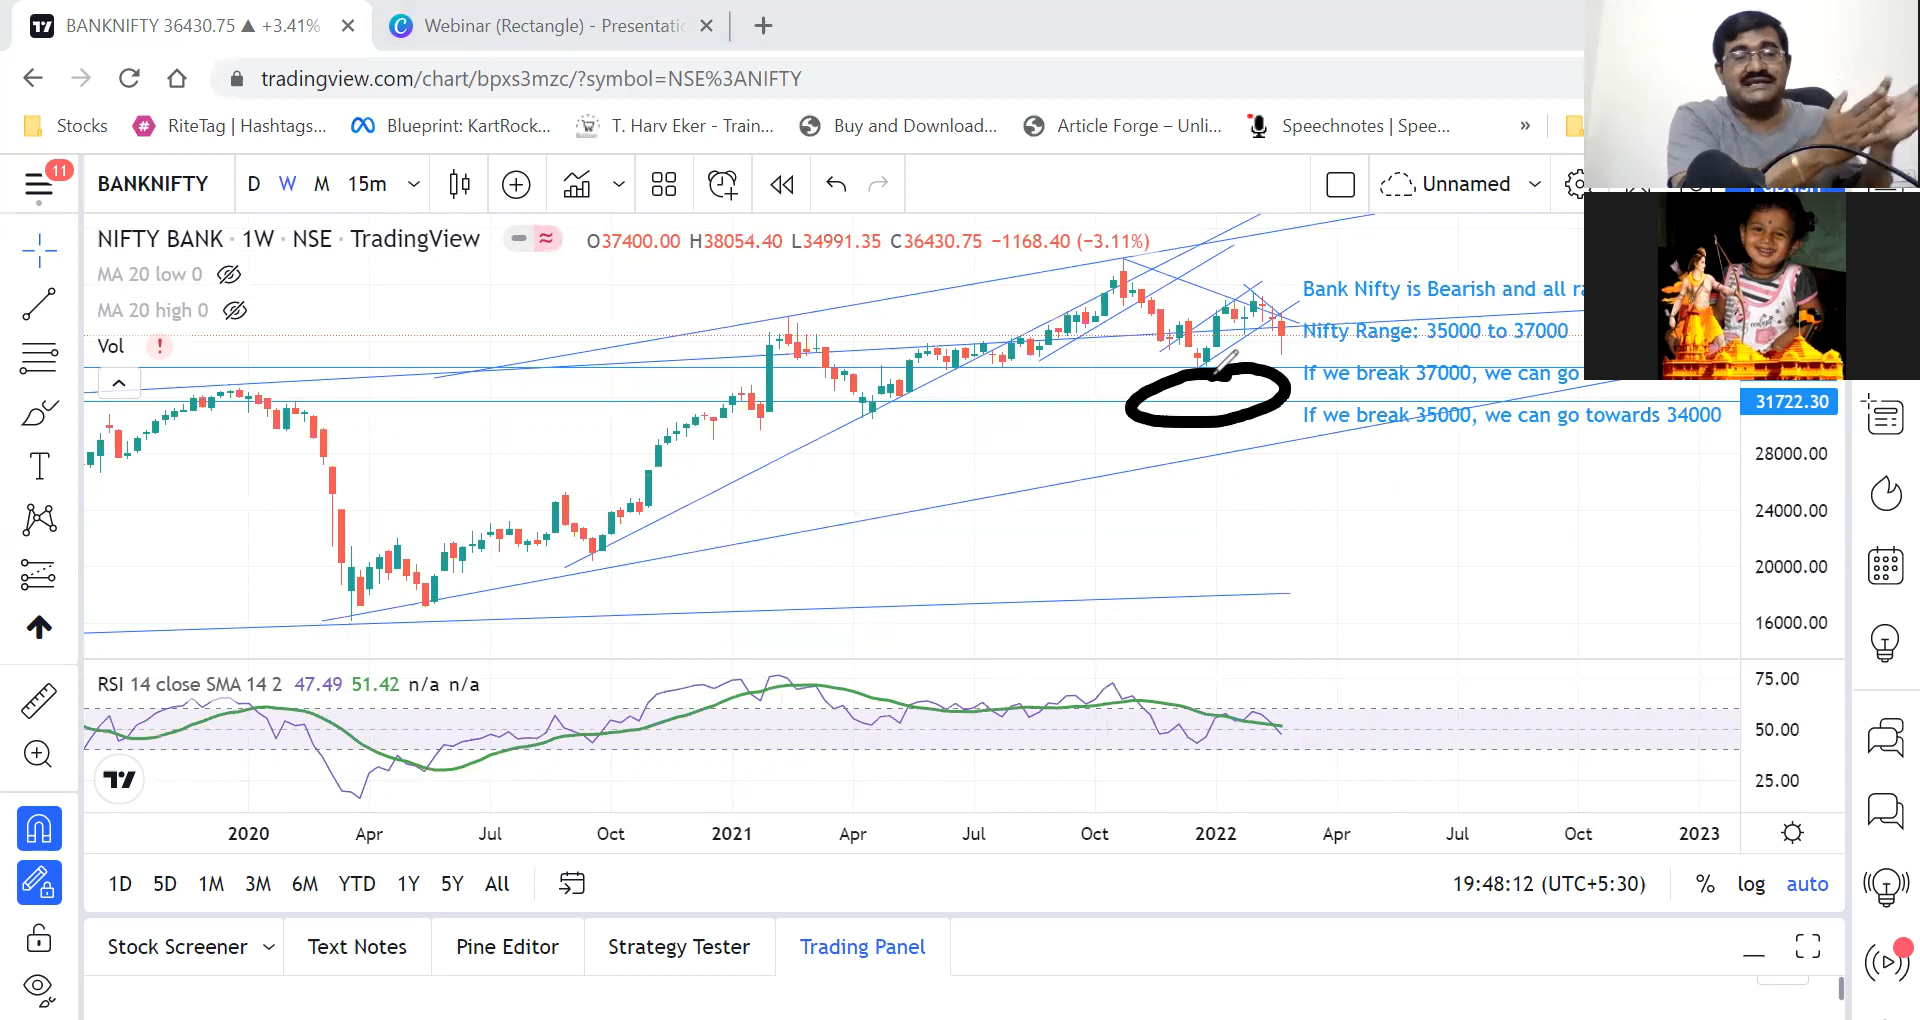 BANKNIFTY 36430.75 ▲ +3.41%
Webinar (Rectangle) - Presentati
tradingview.com/chart/bpxs3mzc/?symbol=NSE%3ANIFTY
Stocks
RiteTag | Hashtags...
Blueprint: KartRock...
T. Harv Eker - Train...
Buy and Download...
Article Forge – Unli...
Speechnotes | Spee...
»
11
BANKNIFTY
D W M 15m
Unnamed
NIFTY BANK · 1W · NSE · TradingView
O37400.00 H38054.40 L34991.35 C36430.75 −1168.40 (−3.11%)
MA 20 low 0
MA 20 high 0
Vol
Bank Nifty is Bearish and all ra
Nifty Range: 35000 to 37000
If we break 37000, we can go
If we break 35000, we can go towards 34000
31722.30
28000.00
24000.00
20000.00
16000.00
RSI 14 close SMA 14 2 47.49 51.42 n/a n/a
75.00
50.00
25.00
2020 Apr Jul Oct 2021 Apr Jul Oct 2022 Apr Jul Oct 2023
1D 5D 1M 3M 6M YTD 1Y 5Y All
19:48:12 (UTC+5:30)
% log auto
Stock Screener
Text Notes
Pine Editor
Strategy Tester
Trading Panel